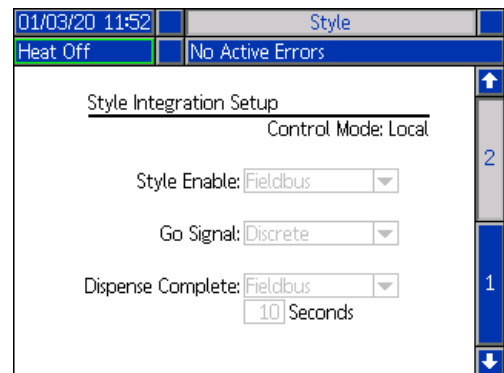 01/03/20 11:52 Style
Heat Off No Active Errors
Style Integration Setup
Control Mode: Local
2
Style Enable: Fieldbus
Go Signal: Discrete
Dispense Complete: Fieldbus
1
10 Seconds